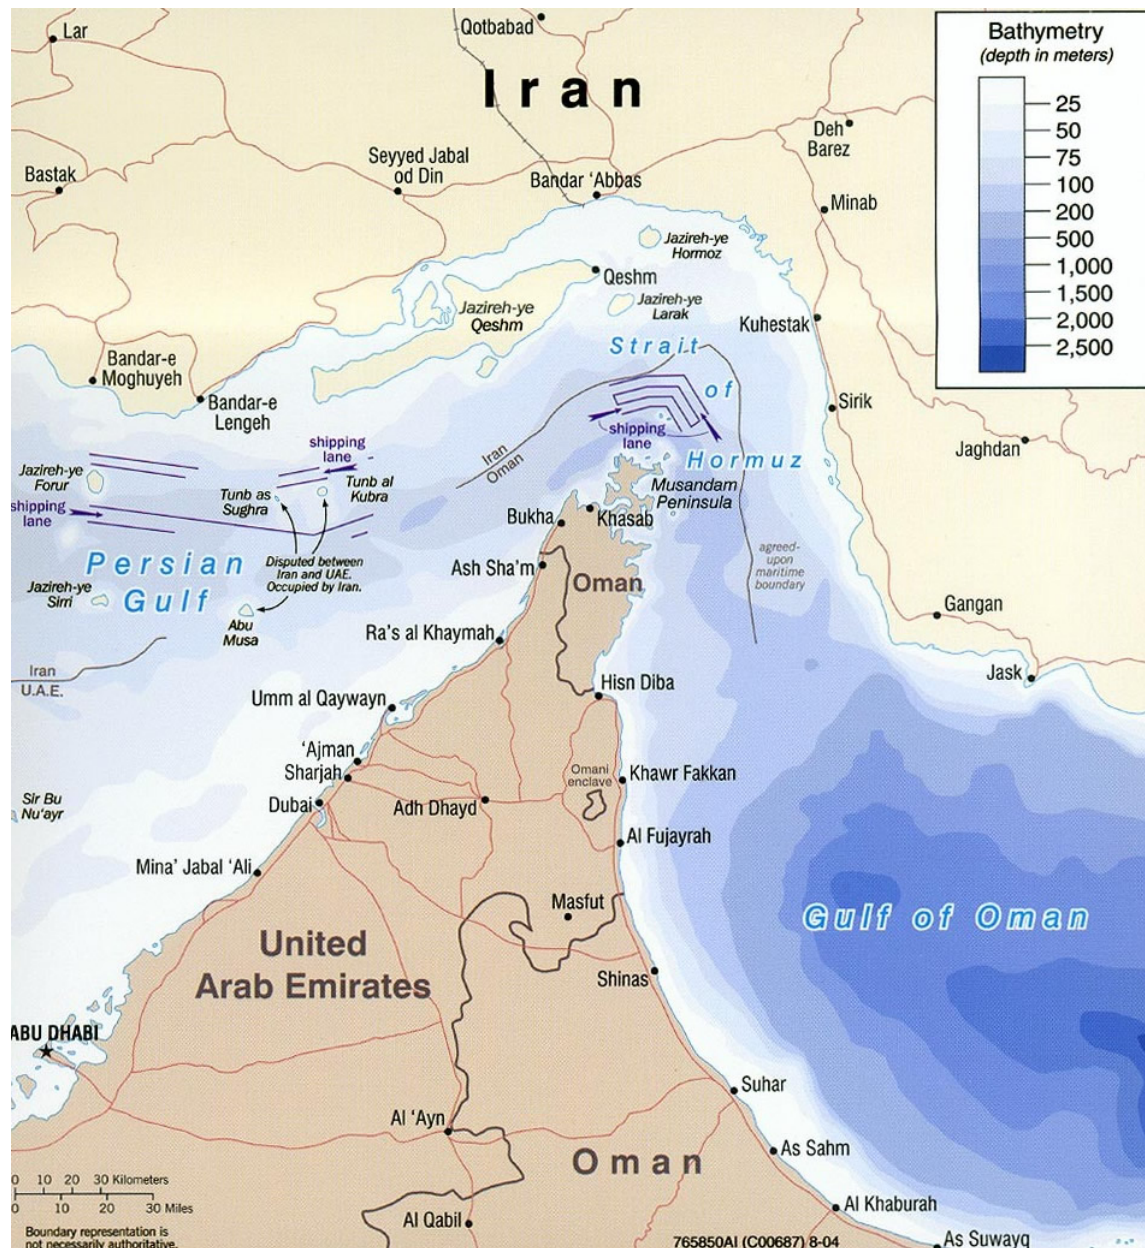 Lar
Qotbabad
Iran
Bathymetry
(depth in meters)
25
50
75
100
200
500
1,000
1,500
2,000
2,500
Deh
Barez
Seyyed Jabal
od Din
Bastak
Bandar ‘Abbas
Minab
Jazireh-ye
Hormoz
Qeshm
Jazireh-ye
Qeshm
Jazireh-ye
Larak
Kuhestak
Strait
of
Hormuz
Bandar-e
Moghuyeh
Bandar-e
Lengeh
Sirik
Jaghdan
shipping
lane
shipping
lane
Jazireh-ye
Forur
Iran
Oman
Tunb as
Sughra
Tunb al
Kubra
Musandam
Peninsula
shipping
lane
Bukha
Khasab
Persian
Gulf
Disputed between
Iran and UAE.
Occupied by Iran.
Ash Sha’m
Oman
agreed-
upon
maritime
boundary
Jazireh-ye
Sirri
Abu
Musa
Gangan
Ra’s al Khaymah
Iran
U.A.E.
Jask
Hisn Diba
Umm al Qaywayn
‘Ajman
Sharjah
Dubai
Omani
enclave
Khawr Fakkan
Sir Bu
Nu‘ayr
Adh Dhayd
Al Fujayrah
Mina’ Jabal ‘Ali
Masfut
Gulf of Oman
United
Arab Emirates
Shinas
ABU DHABI
Suhar
Al ‘Ayn
As Sahm
Oman
0 10 20 30 Kilometers
0 10 20 30 Miles
Al Khaburah
Al Qabil
Boundary representation is
not necessarily authoritative.
765850AI (C00687) 8-04
As Suwayq